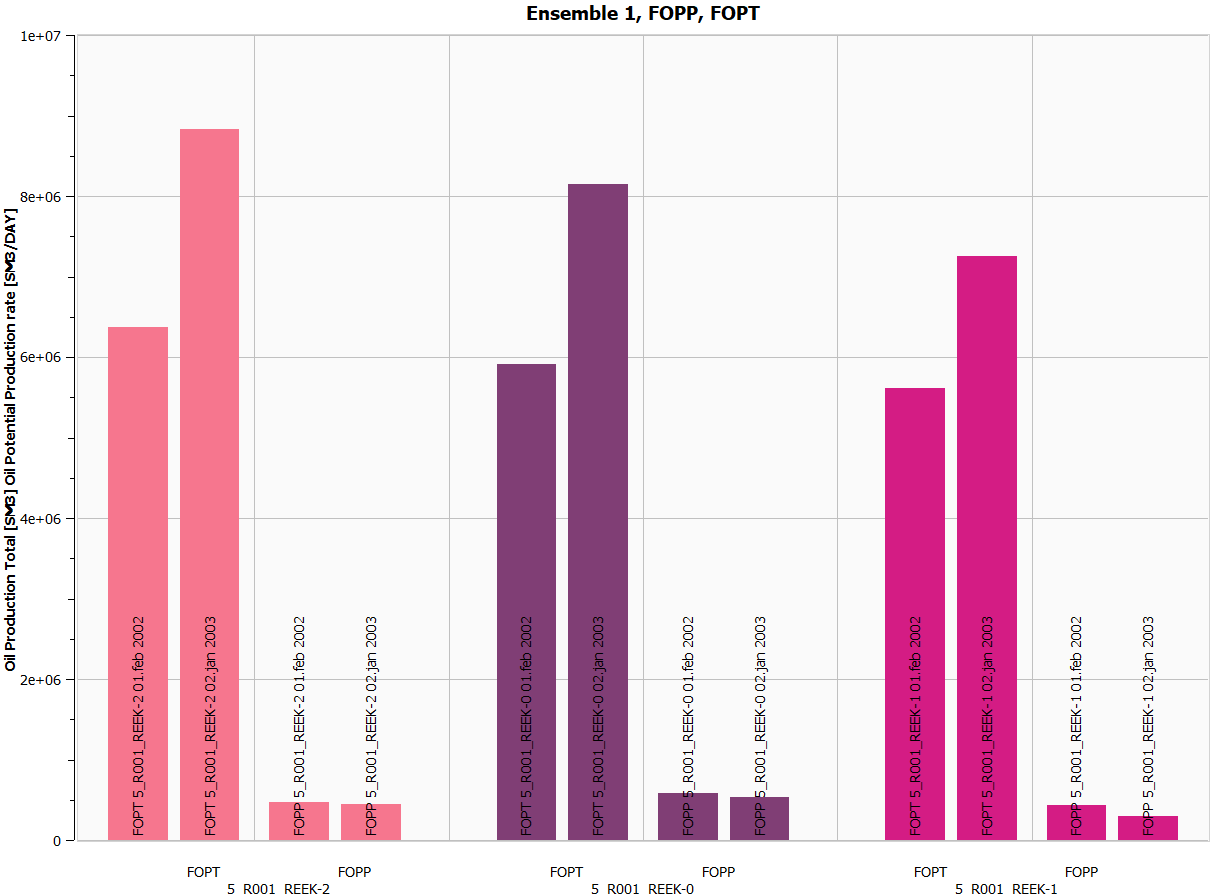 Ensemble 1, FOPP, FOPT
Oil Production Total [SM3] Oil Potential Production rate [SM3/DAY]
1e+07
8e+06
6e+06
4e+06
2e+06
0
FOPT 5_R001_REEK-2 01.feb 2002
FOPT 5_R001_REEK-2 02.jan 2003
FOPP 5_R001_REEK-2 01.feb 2002
FOPP 5_R001_REEK-2 02.jan 2003
FOPT 5_R001_REEK-0 01.feb 2002
FOPT 5_R001_REEK-0 02.jan 2003
FOPP 5_R001_REEK-0 01.feb 2002
FOPP 5_R001_REEK-0 02.jan 2003
FOPT 5_R001_REEK-1 01.feb 2002
FOPT 5_R001_REEK-1 02.jan 2003
FOPP 5_R001_REEK-1 01.feb 2002
FOPP 5_R001_REEK-1 02.jan 2003
FOPT FOPP FOPT FOPP FOPT FOPP
5_R001_REEK-2 5_R001_REEK-0 5_R001_REEK-1